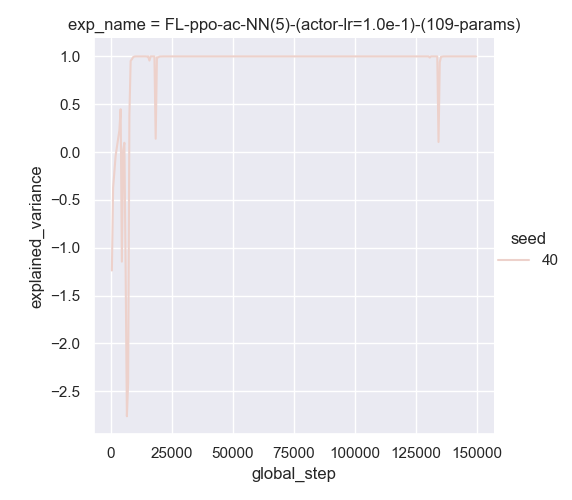 exp_name = FL-ppo-ac-NN(5)-(actor-lr=1.0e-1)-(109-params)
1.0
0.5
0.0
−0.5
−1.0
−1.5
−2.0
−2.5
explained_variance
0 25000 50000 75000 100000 125000 150000
global_step
seed
40